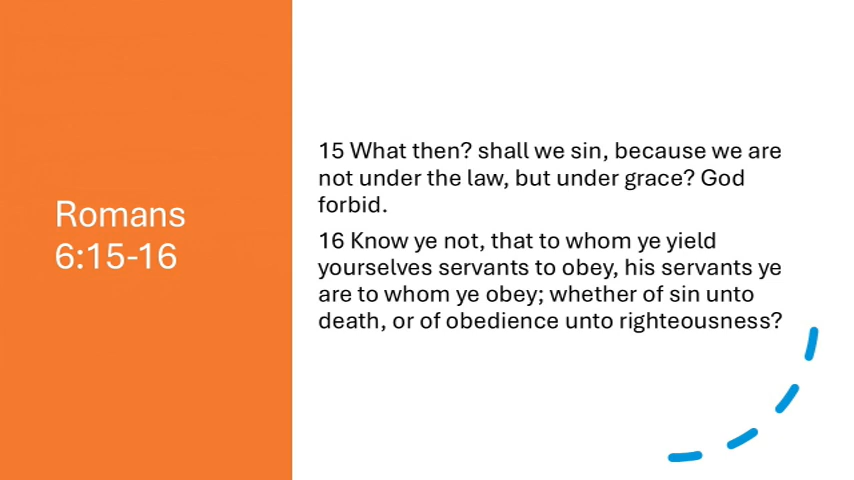 Romans
6:15-16
15 What then? shall we sin, because we are
not under the law, but under grace? God
forbid.
16 Know ye not, that to whom ye yield
yourselves servants to obey, his servants ye
are to whom ye obey; whether of sin unto
death, or of obedience unto righteousness?